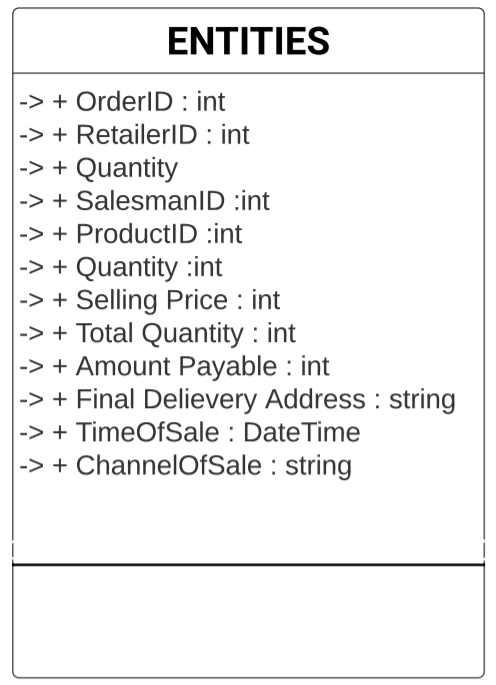 ENTITIES
-> + OrderID : int
-> + RetailerID : int
-> + Quantity
-> + SalesmanID :int
-> + ProductID :int
-> + Quantity :int
-> + Selling Price : int
-> + Total Quantity : int
-> + Amount Payable : int
-> + Final Delievery Address : string
-> + TimeOfSale : DateTime
-> + ChannelOfSale : string